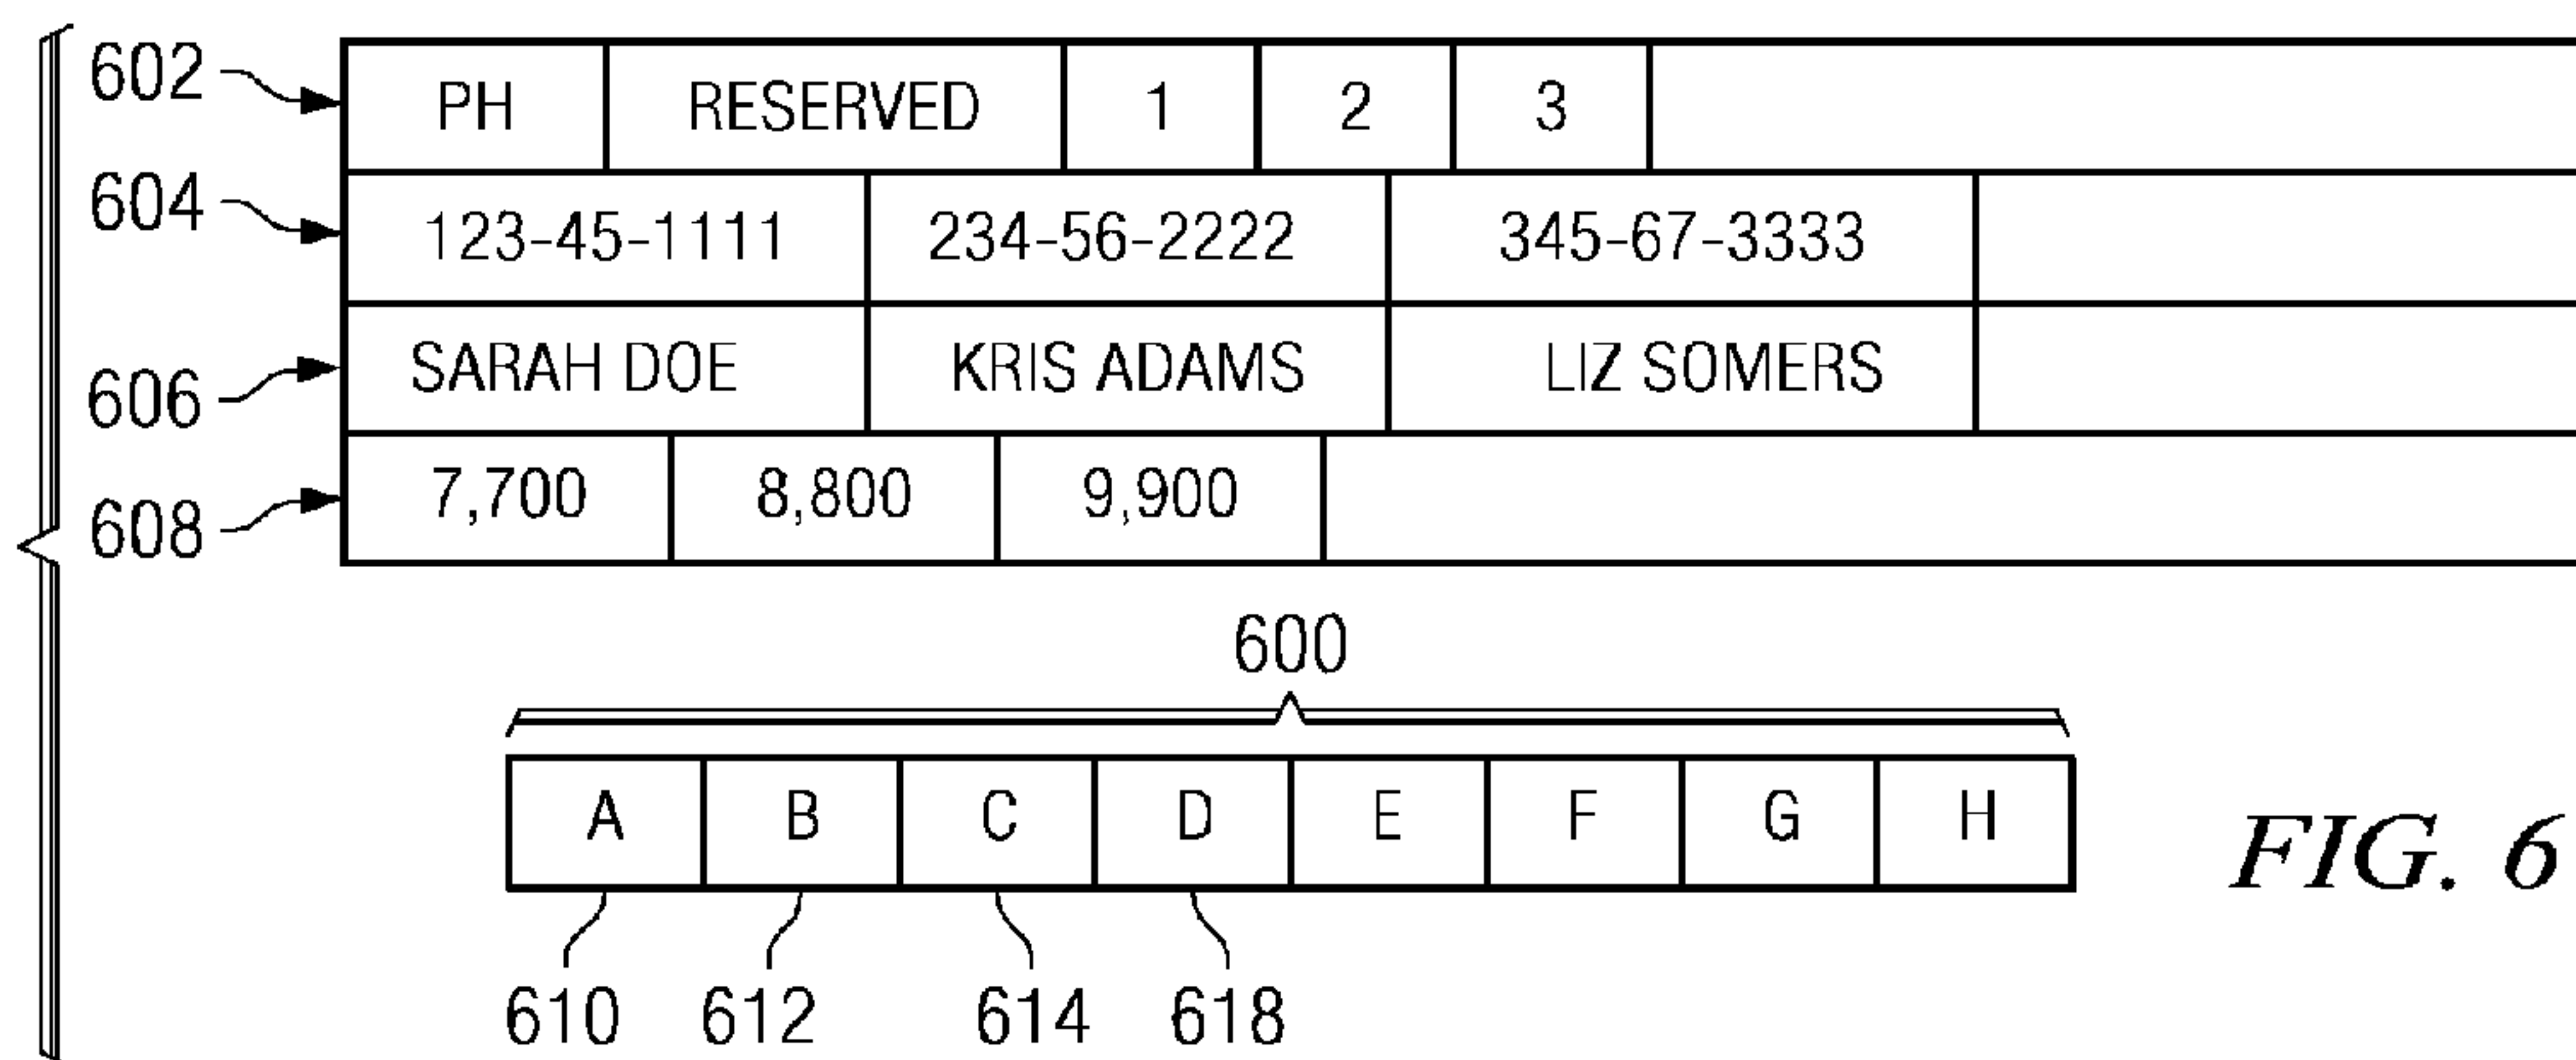 602 PH RESERVED 1 2 3
604 123-45-1111 234-56-2222 345-67-3333
606 SARAH DOE KRIS ADAMS LIZ SOMERS
608 7,700 8,800 9,900
600
A B C D E F G H
610 612 614 618
FIG. 6